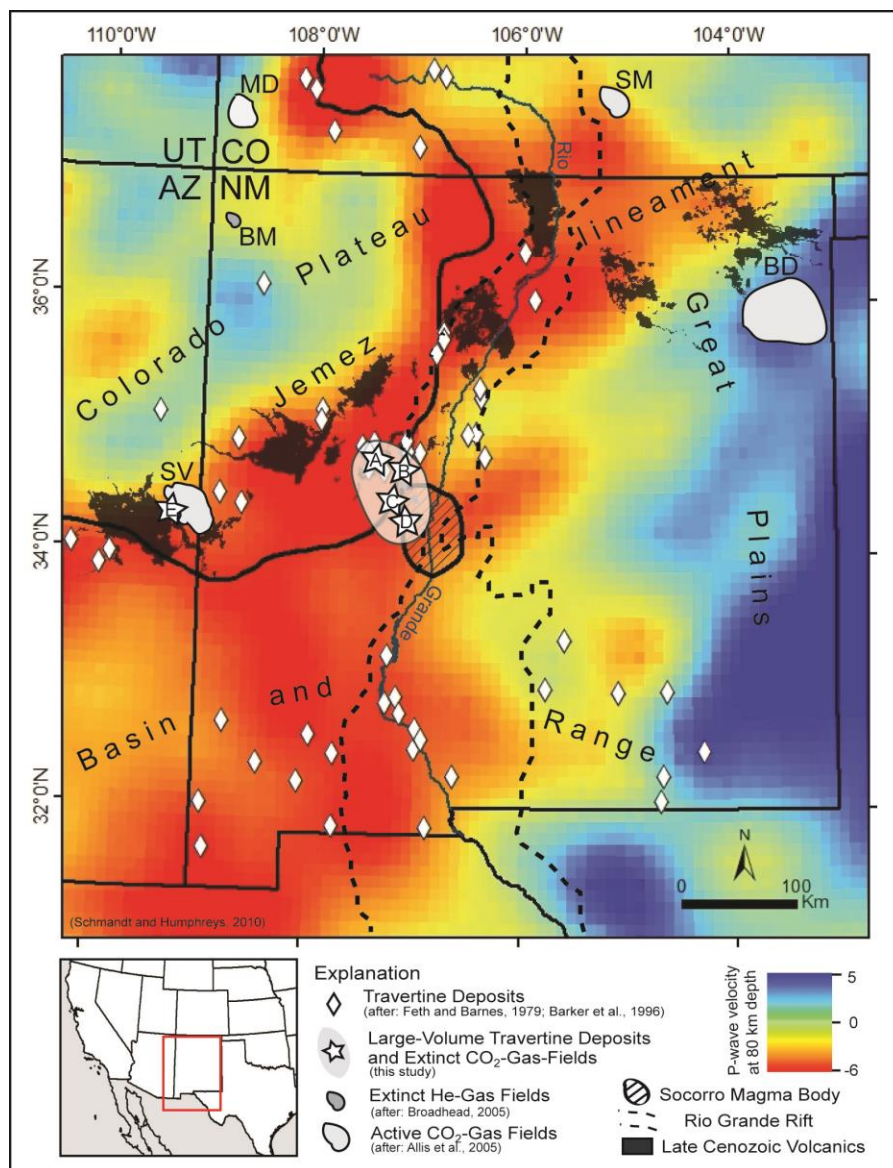 110°0'W 108°0'W 106°0'W 104°0'W
MD
SM
UT CO
AZ NM
Rio
lineament
BM
Plateau
BD
36°0'N
Great
Colorado
Jemez
A
B
SV
C
E
D
34°0'N
Grande
Plains
Basin and Range
32°0'N
N
0 100
Km
(Schmandt and Humphreys, 2010)
Explanation
Travertine Deposits
(after: Feth and Barnes, 1979; Barker et al., 1996)
Large-Volume Travertine Deposits
and Extinct CO₂-Gas-Fields
(this study)
Extinct He-Gas Fields
(after: Broadhead, 2005)
Active CO₂-Gas Fields
(after: Allis et al., 2005)
P-wave velocity
at 80 km depth
5
0
-6
Socorro Magma Body
Rio Grande Rift
Late Cenozoic Volcanics